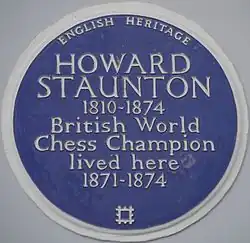 ENGLISH HERITAGE
HOWARD
STAUNTON
1810-1874
British World
Chess Champion
lived here
1871-1874